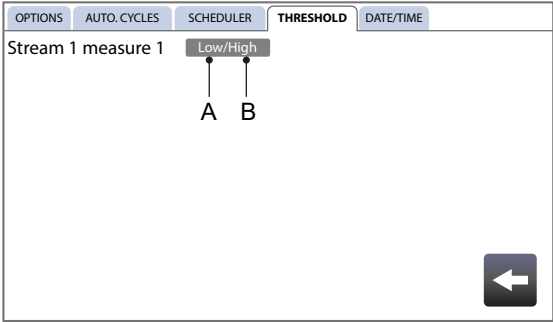 OPTIONS AUTO. CYCLES SCHEDULER THRESHOLD DATE/TIME
Stream 1 measure 1 Low/High
A B